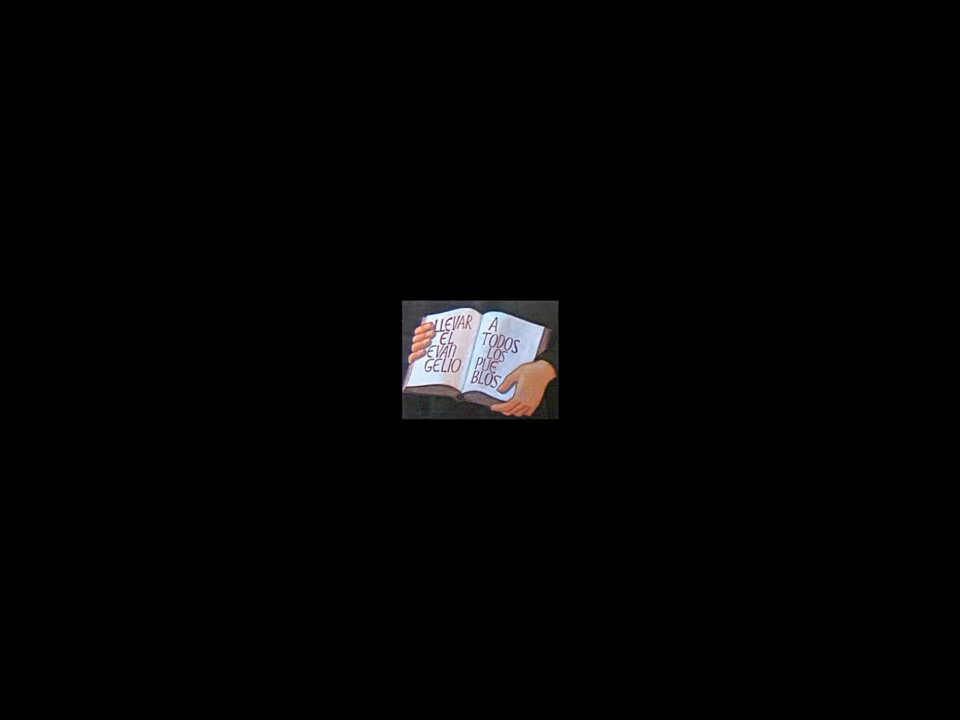 LLEVAR
EL
EVAN
GELIO
A
TODOS
LOS
PUE
BLOS